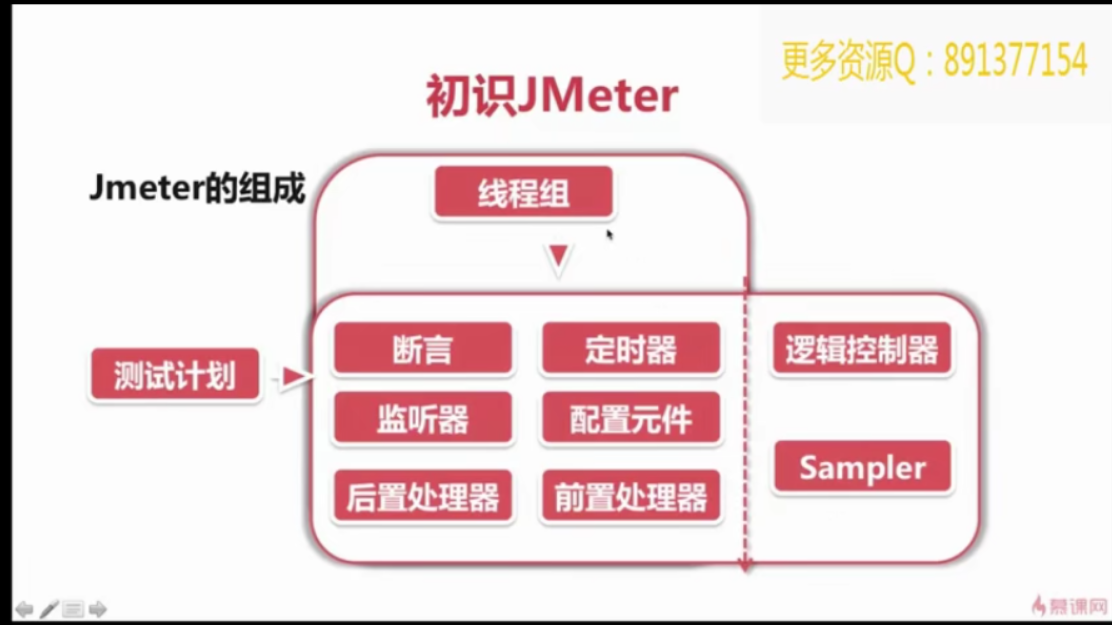 更多资源Q：891377154
初识JMeter
Jmeter的组成
线程组
测试计划
断言
定时器
逻辑控制器
监听器
配置元件
Sampler
后置处理器
前置处理器
慕课网